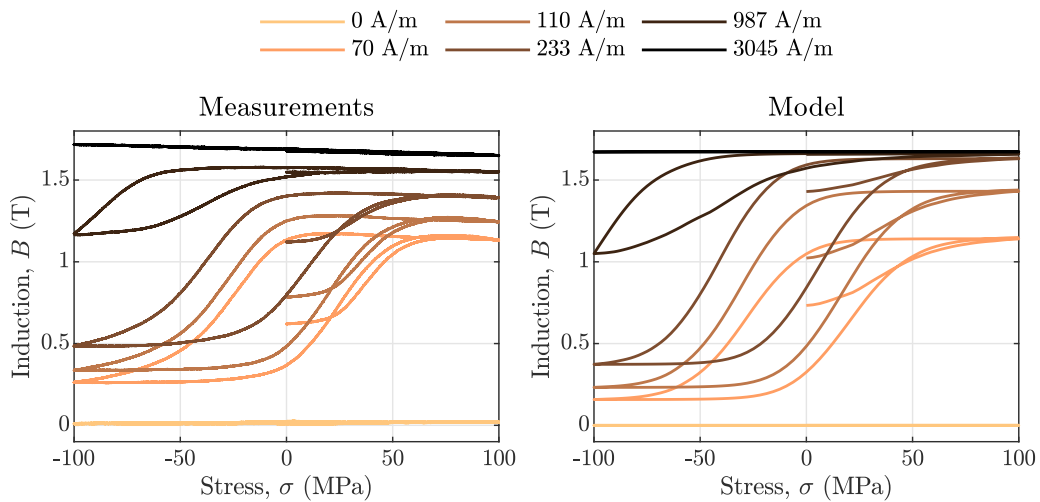 0 A/m 110 A/m 987 A/m
70 A/m 233 A/m 3045 A/m
Measurements
Induction, B (T)
1.5
1
0.5
0
-100 -50 0 50 100
Stress, σ (MPa)
Model
Induction, B (T)
1.5
1
0.5
0
-100 -50 0 50 100
Stress, σ (MPa)